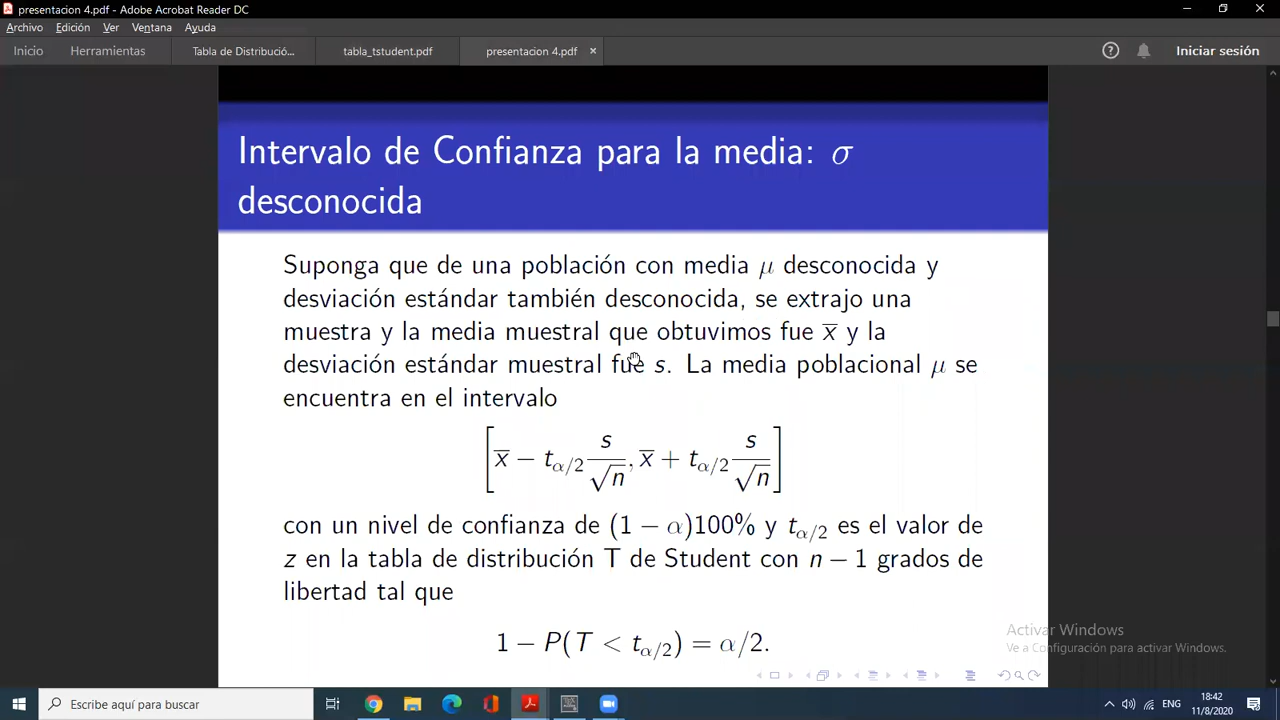 presentacion 4.pdf - Adobe Acrobat Reader DC
Archivo Edición Ver Ventana Ayuda
Inicio Herramientas Tabla de Distribució... tabla_tstudent.pdf presentacion 4.pdf × Iniciar sesión
Intervalo de Confianza para la media: σ
desconocida
Suponga que de una población con media μ desconocida y
desviación estándar también desconocida, se extrajo una
muestra y la media muestral que obtuvimos fue x̅ y la
desviación estándar muestral fue s. La media poblacional μ se
encuentra en el intervalo
[x̅ − t_{α/2} s/√n, x̅ + t_{α/2} s/√n]
con un nivel de confianza de (1 − α)100% y t_{α/2} es el valor de
z en la tabla de distribución T de Student con n − 1 grados de
libertad tal que
1 − P(T < t_{α/2}) = α/2.
Activar Windows
Ve a Configuración para activar Windows.
Escribe aquí para buscar
ENG
18:42
11/8/2020